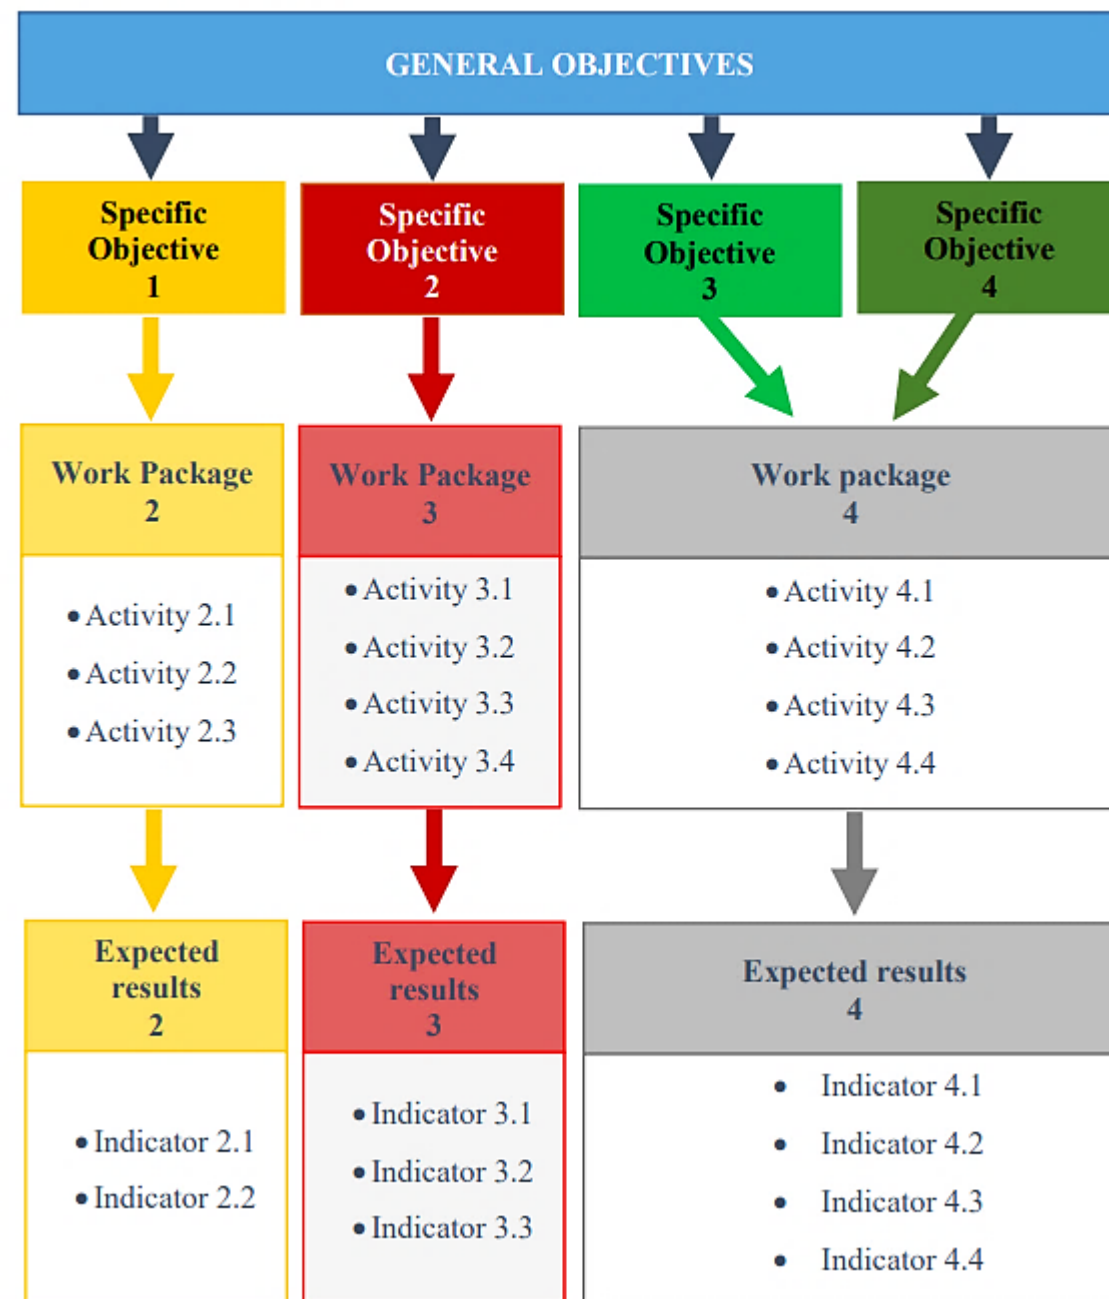 GENERAL OBJECTIVES
Specific
Objective
1
Specific
Objective
2
Specific
Objective
3
Specific
Objective
4
Work Package
2
• Activity 2.1
• Activity 2.2
• Activity 2.3
Work Package
3
• Activity 3.1
• Activity 3.2
• Activity 3.3
• Activity 3.4
Work package
4
• Activity 4.1
• Activity 4.2
• Activity 4.3
• Activity 4.4
Expected
results
2
• Indicator 2.1
• Indicator 2.2
Expected
results
3
• Indicator 3.1
• Indicator 3.2
• Indicator 3.3
Expected results
4
• Indicator 4.1
• Indicator 4.2
• Indicator 4.3
• Indicator 4.4